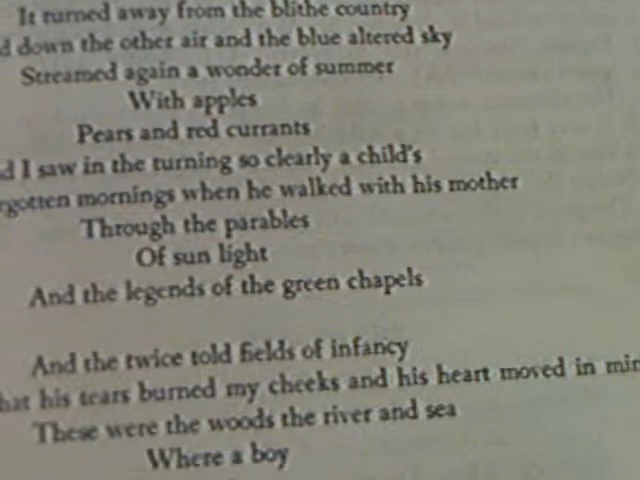 It turned away from the blithe country
d down the other air and the blue altered sky
Streamed again a wonder of summer
With apples
Pears and red currants
d I saw in the turning so clearly a child's
rgotten mornings when he walked with his mother
Through the parables
Of sun light
And the legends of the green chapels
And the twice told fields of infancy
hat his tears burned my cheeks and his heart moved in min
These were the woods the river and sea
Where a boy